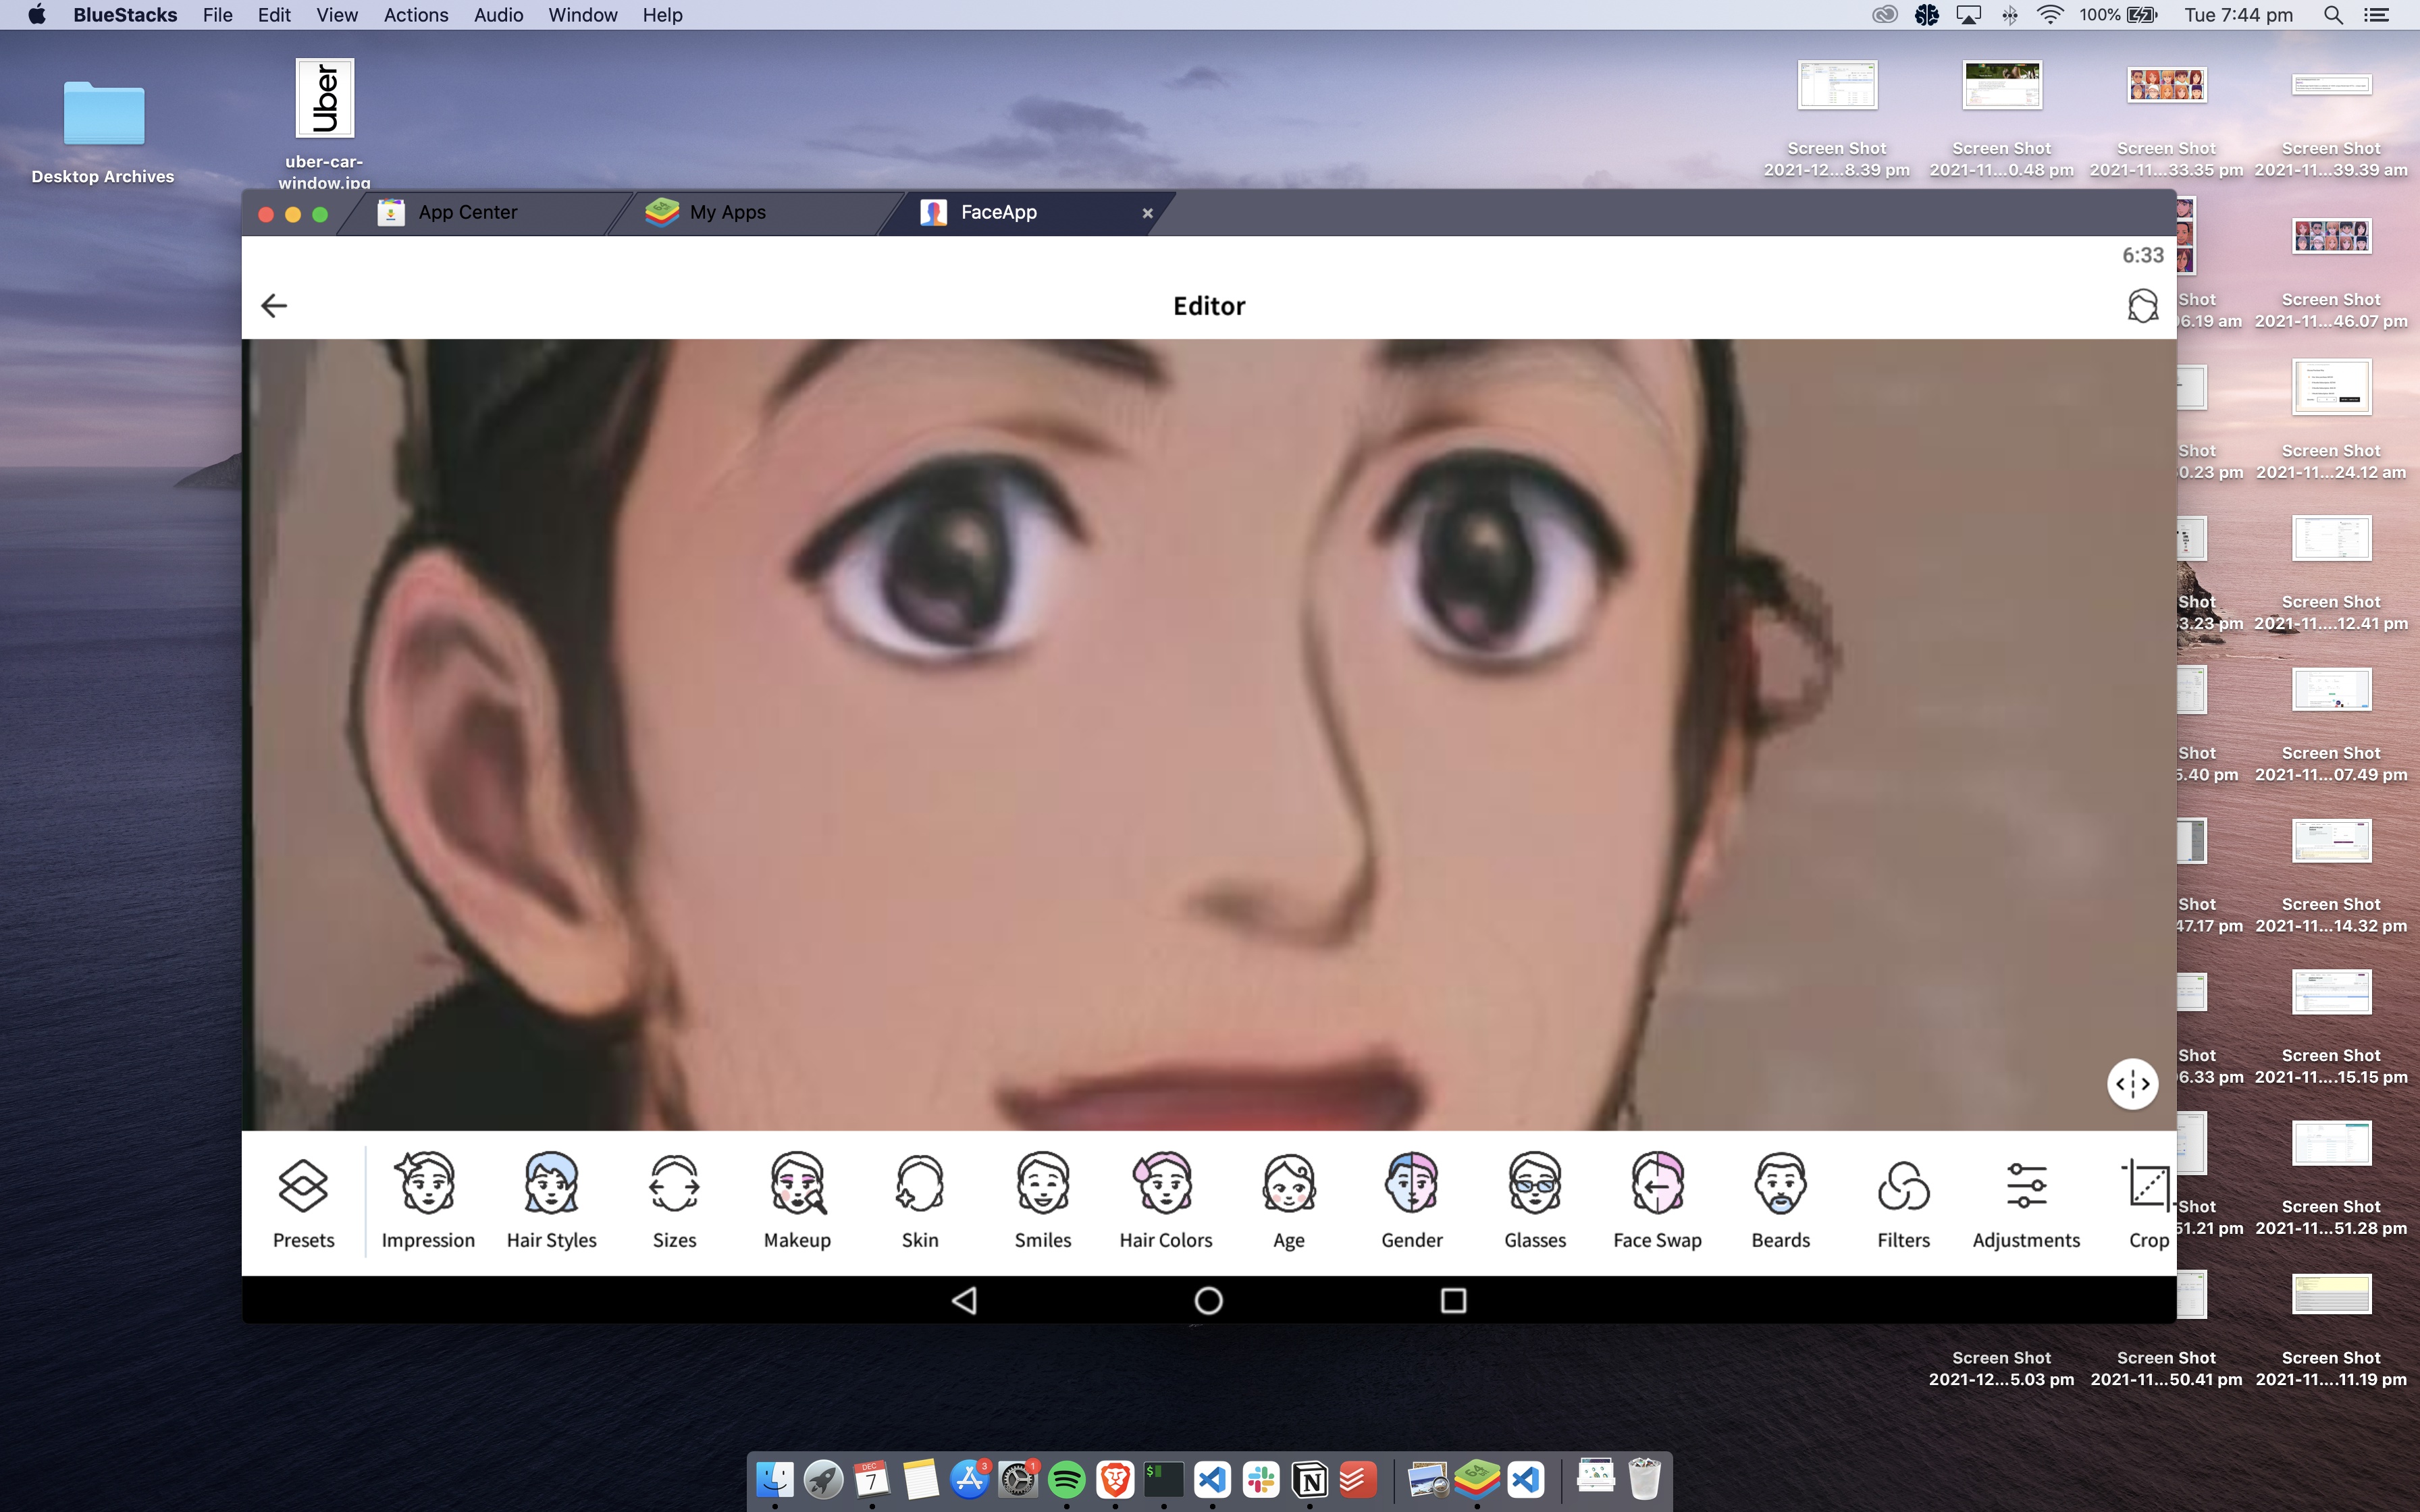 BlueStacks File Edit View Actions Audio Window Help 100% Tue 7:44 pm
Desktop Archives
Uber
uber-car-
window.jpg
Screen Shot
2021-12...8.39 pm
Screen Shot
2021-11...0.48 pm
Screen Shot
2021-11...33.35 pm
Screen Shot
2021-11...39.39 am
App Center My Apps FaceApp
6:33
Editor
Shot
06.19 am
Screen Shot
2021-11...46.07 pm
Shot
0.23 pm
Screen Shot
2021-11...24.12 am
Shot
3.23 pm
Screen Shot
2021-11....12.41 pm
Shot
5.40 pm
Screen Shot
2021-11...07.49 pm
Shot
47.17 pm
Screen Shot
2021-11...14.32 pm
Shot
06.33 pm
Screen Shot
2021-11....15.15 pm
Shot
51.21 pm
Screen Shot
2021-11...51.28 pm
Presets Impression Hair Styles Sizes Makeup Skin Smiles Hair Colors Age Gender Glasses Face Swap Beards Filters Adjustments Crop
Screen Shot
2021-12...5.03 pm
Screen Shot
2021-11...50.41 pm
Screen Shot
2021-11....11.19 pm
DEC
7
3
1
$
64